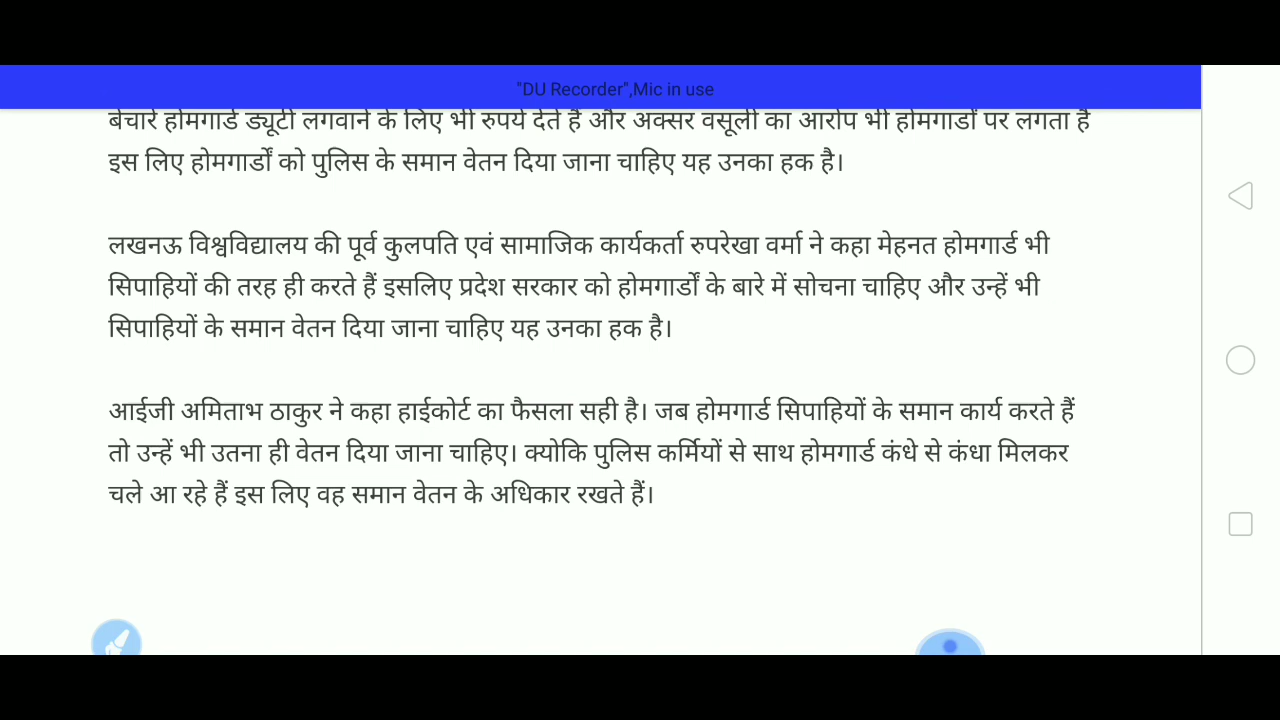 "DU Recorder",Mic in use
बेचारे होमगार्ड ड्यूटी लगवाने के लिए भी रुपये देते है और अक्सर वसूली का आरोप भी होमगार्डों पर लगता है
इस लिए होमगार्डों को पुलिस के समान वेतन दिया जाना चाहिए यह उनका हक है।
लखनऊ विश्वविद्यालय की पूर्व कुलपति एवं सामाजिक कार्यकर्ता रुपरेखा वर्मा ने कहा मेहनत होमगार्ड भी
सिपाहियों की तरह ही करते हैं इसलिए प्रदेश सरकार को होमगार्डों के बारे में सोचना चाहिए और उन्हें भी
सिपाहियों के समान वेतन दिया जाना चाहिए यह उनका हक है।
आईजी अमिताभ ठाकुर ने कहा हाईकोर्ट का फैसला सही है। जब होमगार्ड सिपाहियों के समान कार्य करते हैं
तो उन्हें भी उतना ही वेतन दिया जाना चाहिए। क्योकि पुलिस कर्मियों से साथ होमगार्ड कंधे से कंधा मिलकर
चले आ रहे हैं इस लिए वह समान वेतन के अधिकार रखते हैं।